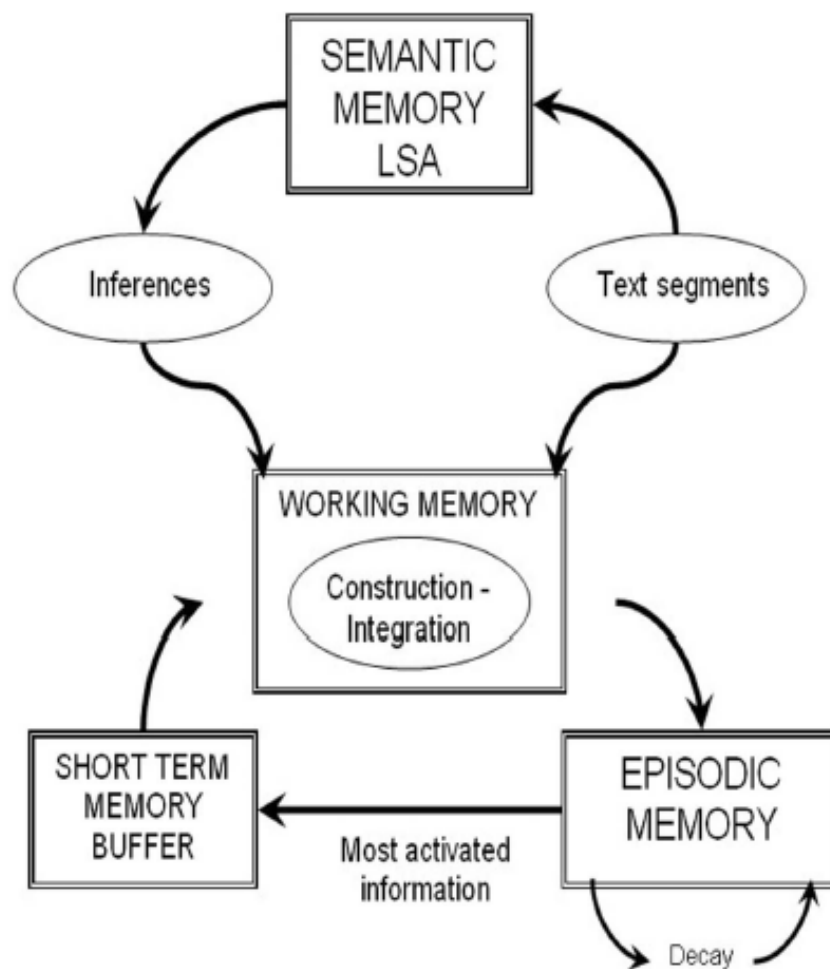 SEMANTIC
MEMORY
LSA
Inferences
Text segments
WORKING MEMORY
Construction -
Integration
SHORT TERM
MEMORY
BUFFER
Most activated
information
EPISODIC
MEMORY
Decay